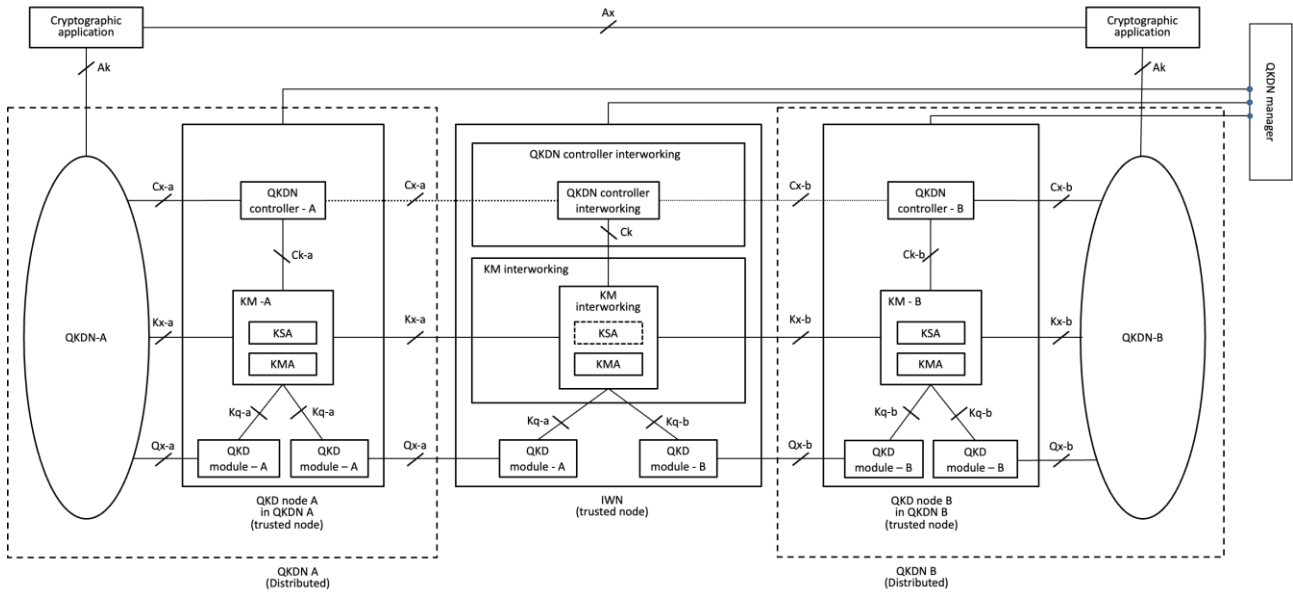 Cryptographic
application
Ax
Cryptographic
application
Ak
Ak
QKDN manager
QKDN controller interworking
Cx-a
QKDN
controller - A
Cx-a
QKDN controller
interworking
Cx-b
QKDN
controller - B
Cx-b
Ck-a
Ck
Ck-b
KM interworking
KM -A
KM
interworking
KM - B
QKDN-A
Kx-a
KSA
Kx-a
KSA
Kx-b
KSA
Kx-b
QKDN-B
KMA
KMA
KMA
Kq-a
Kq-a
Kq-a
Kq-b
Kq-b
Kq-b
Qx-a
QKD
module – A
QKD
module – A
Qx-a
QKD
module - A
QKD
module - B
Qx-b
QKD
module – B
QKD
module – B
Qx-b
QKD node A
in QKDN A
(trusted node)
IWN
(trusted node)
QKD node B
in QKDN B
(trusted node)
QKDN A
(Distributed)
QKDN B
(Distributed)